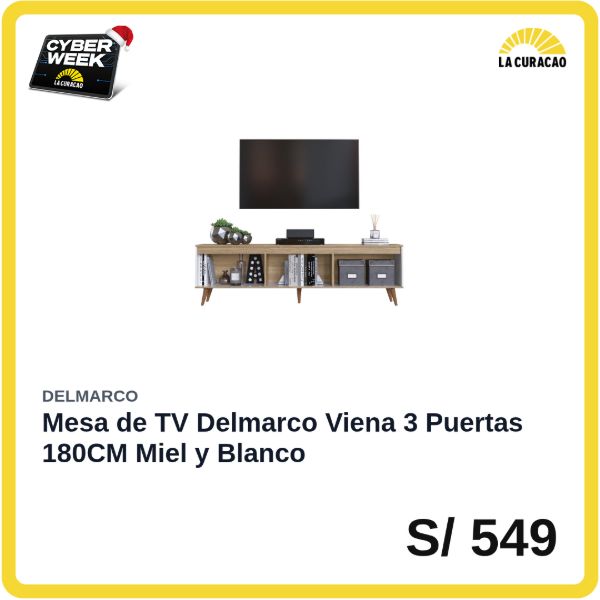 CYBER
WEEK
LA CURACAO
LA CURACAO
DELMARCO
Mesa de TV Delmarco Viena 3 Puertas
180CM Miel y Blanco
S/ 549